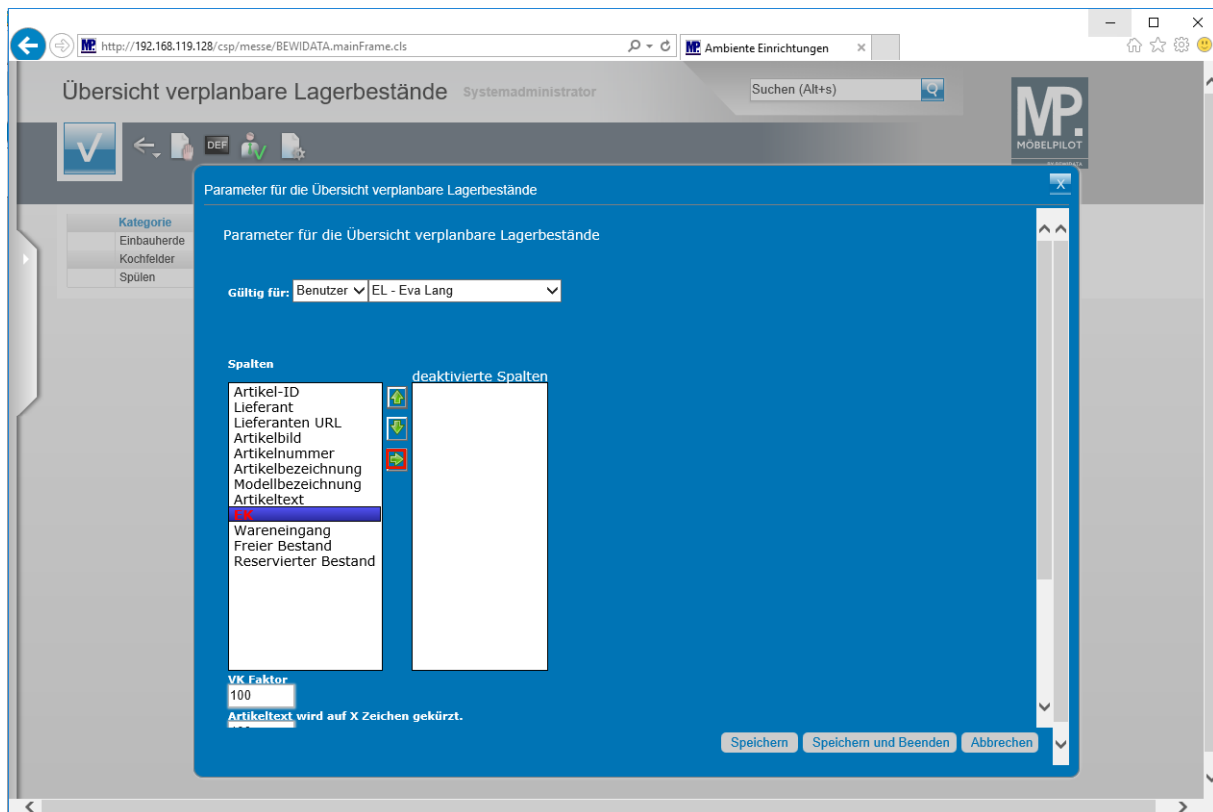 http://192.168.119.128/csp/messe/BEWIDATA.mainFrame.cls
MP. Ambiente Einrichtungen
Übersicht verplanbare Lagerbestände Systemadministrator
Suchen (Alt+s)
MP.
MÖBELPILOT
DEF
Parameter für die Übersicht verplanbare Lagerbestände
X
Kategorie
Einbauherde
Kochfelder
Spülen
Parameter für die Übersicht verplanbare Lagerbestände
Gültig für: Benutzer EL - Eva Lang
Spalten
deaktivierte Spalten
Artikel-ID
Lieferant
Lieferanten URL
Artikelbild
Artikelnummer
Artikelbezeichnung
Modellbezeichnung
Artikeltext
EK
Wareneingang
Freier Bestand
Reservierter Bestand
VK Faktor
100
Artikeltext wird auf X Zeichen gekürzt.
Speichern Speichern und Beenden Abbrechen